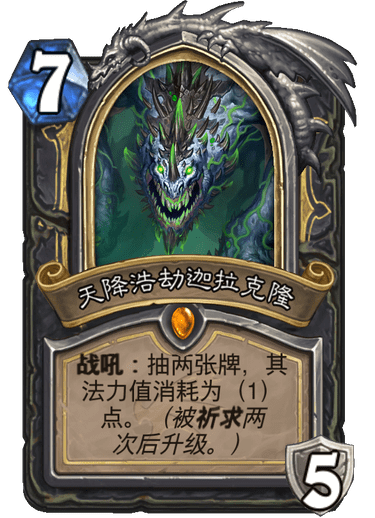 7
天降浩劫迦拉克隆
战吼：抽两张牌，其
法力值消耗为（1）
点。（被祈求两
次后升级。）
5